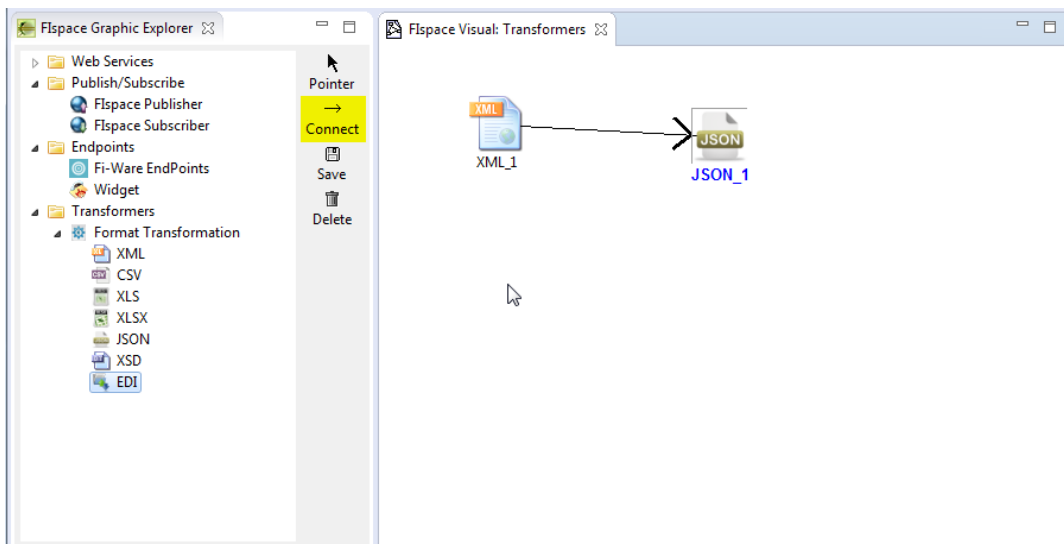 FIspace Graphic Explorer
Web Services
Publish/Subscribe
FIspace Publisher
FIspace Subscriber
Endpoints
Fi-Ware EndPoints
Widget
Transformers
Format Transformation
XML
CSV
XLS
XLSX
JSON
XSD
EDI
Pointer
Connect
Save
Delete
FIspace Visual: Transformers
XML
XML_1
JSON
JSON_1